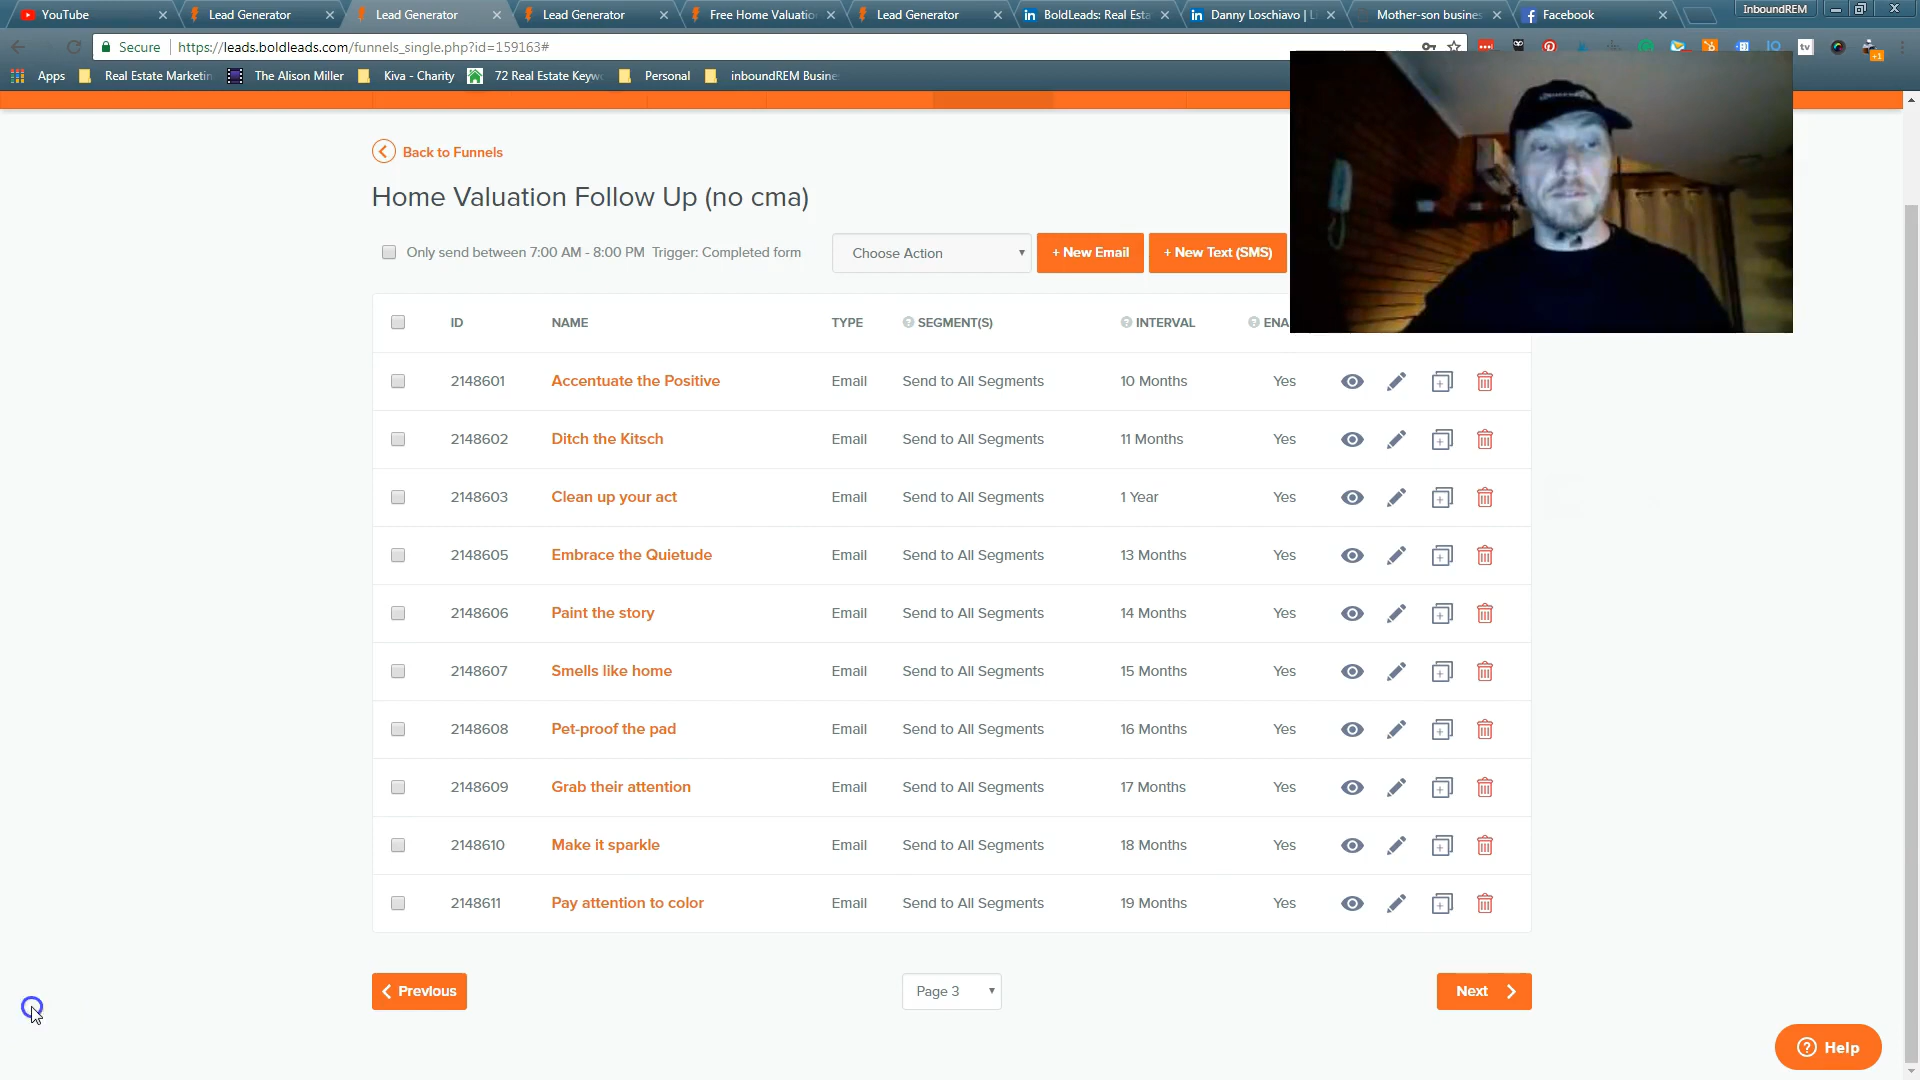 YouTube
Lead Generator
Lead Generator
Lead Generator
Free Home Valuation
Lead Generator
BoldLeads: Real Esta
Danny Loschiavo | L
Mother-son busines
Facebook
InboundREM
Secure
https://leads.boldleads.com/funnels_single.php?id=159163#
tv
+1
Apps
Real Estate Marketin
The Alison Miller
Kiva - Charity
72 Real Estate Keyw
Personal
inboundREM Busine
Back to Funnels
Home Valuation Follow Up (no cma)
Only send between 7:00 AM - 8:00 PM Trigger: Completed form
Choose Action
+ New Email
+ New Text (SMS)
ID NAME TYPE SEGMENT(S) INTERVAL ENA
2148601 Accentuate the Positive Email Send to All Segments 10 Months Yes
2148602 Ditch the Kitsch Email Send to All Segments 11 Months Yes
2148603 Clean up your act Email Send to All Segments 1 Year Yes
2148605 Embrace the Quietude Email Send to All Segments 13 Months Yes
2148606 Paint the story Email Send to All Segments 14 Months Yes
2148607 Smells like home Email Send to All Segments 15 Months Yes
2148608 Pet-proof the pad Email Send to All Segments 16 Months Yes
2148609 Grab their attention Email Send to All Segments 17 Months Yes
2148610 Make it sparkle Email Send to All Segments 18 Months Yes
2148611 Pay attention to color Email Send to All Segments 19 Months Yes
Previous
Page 3
Next
Help